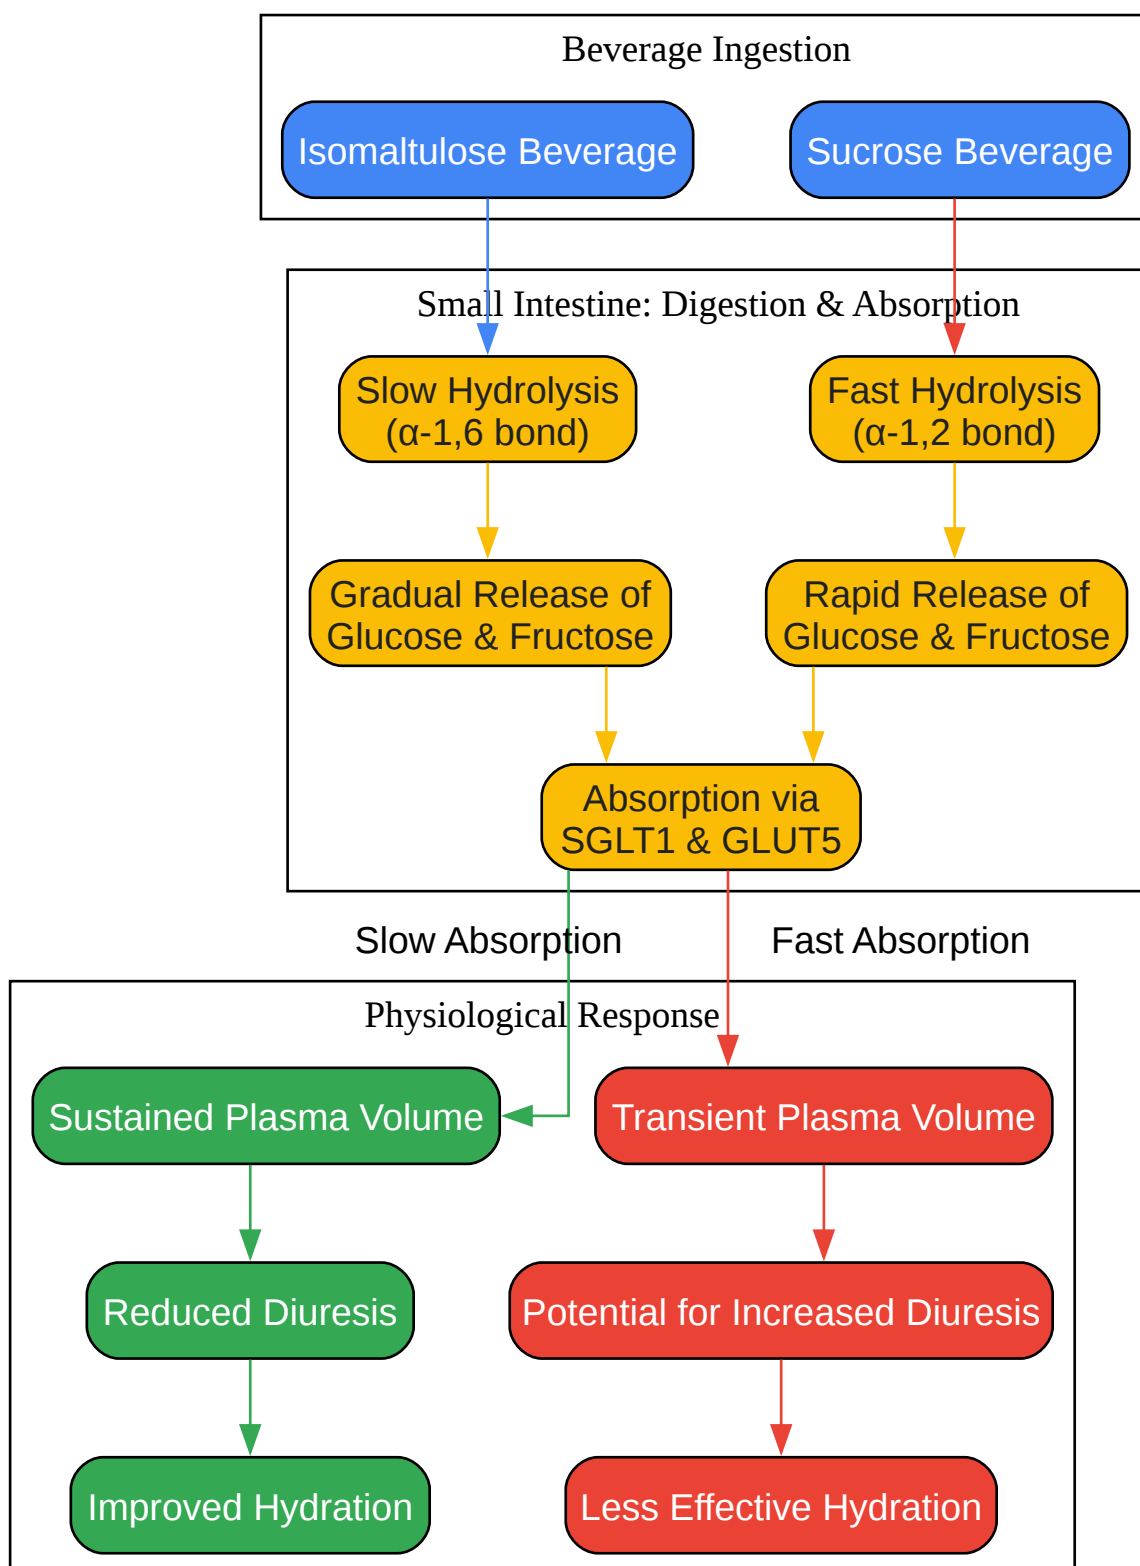 Beverage Ingestion
Isomaltulose Beverage
Sucrose Beverage
Small Intestine: Digestion & Absorption
Slow Hydrolysis
(α-1,6 bond)
Fast Hydrolysis
(α-1,2 bond)
Gradual Release of
Glucose & Fructose
Rapid Release of
Glucose & Fructose
Absorption via
SGLT1 & GLUT5
Slow Absorption
Fast Absorption
Physiological Response
Sustained Plasma Volume
Transient Plasma Volume
Reduced Diuresis
Potential for Increased Diuresis
Improved Hydration
Less Effective Hydration